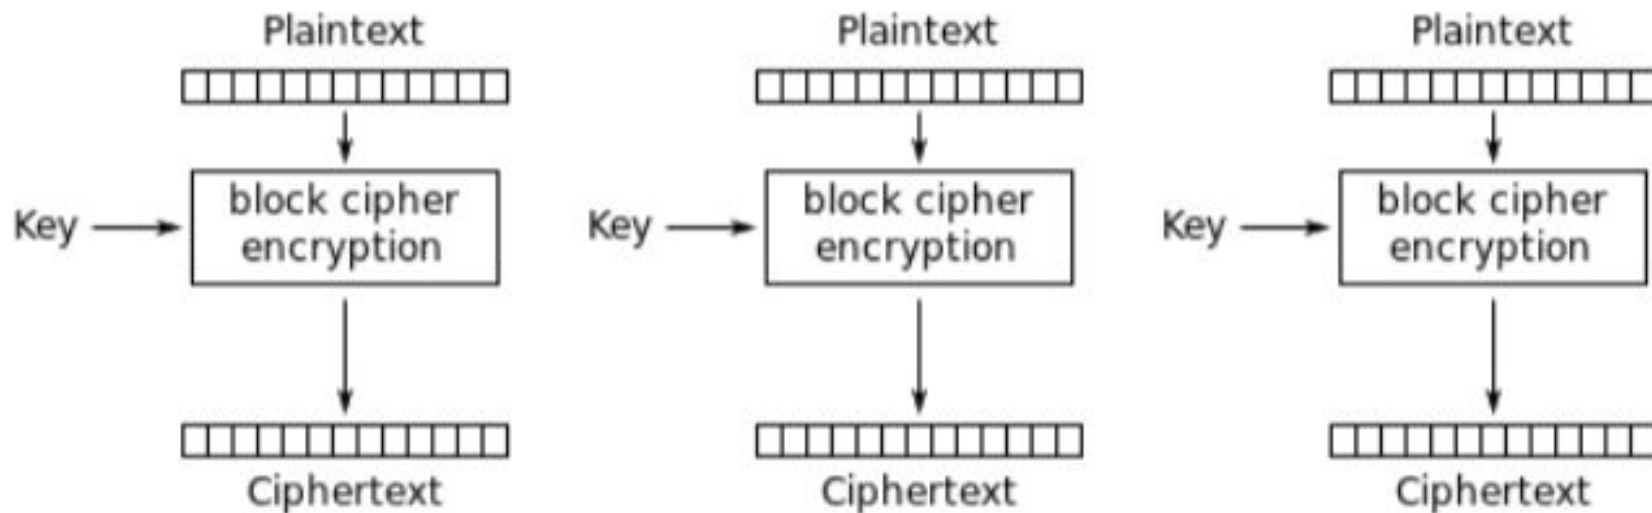 Plaintext
Plaintext
Plaintext
Key
block cipher
encryption
Key
block cipher
encryption
Key
block cipher
encryption
Ciphertext
Ciphertext
Ciphertext